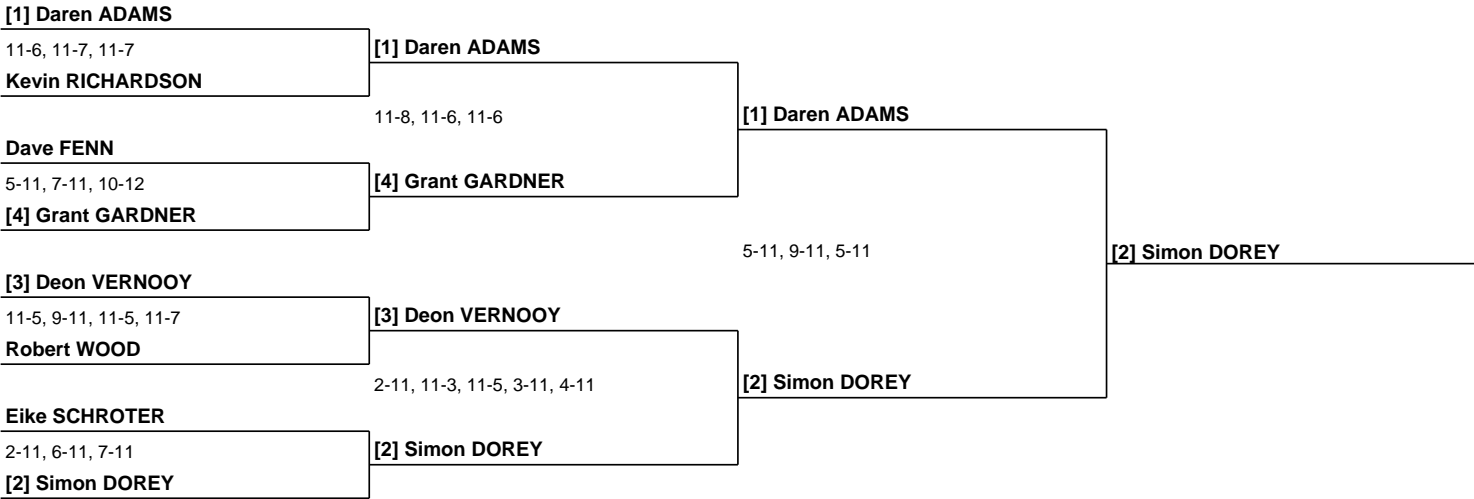 [1] Daren ADAMS
11-6, 11-7, 11-7
Kevin RICHARDSON
Dave FENN
5-11, 7-11, 10-12
[4] Grant GARDNER
[3] Deon VERNOOY
11-5, 9-11, 11-5, 11-7
Robert WOOD
Eike SCHROTER
2-11, 6-11, 7-11
[2] Simon DOREY
[1] Daren ADAMS
11-8, 11-6, 11-6
[4] Grant GARDNER
[3] Deon VERNOOY
2-11, 11-3, 11-5, 3-11, 4-11
[2] Simon DOREY
[1] Daren ADAMS
5-11, 9-11, 5-11
[2] Simon DOREY
[2] Simon DOREY